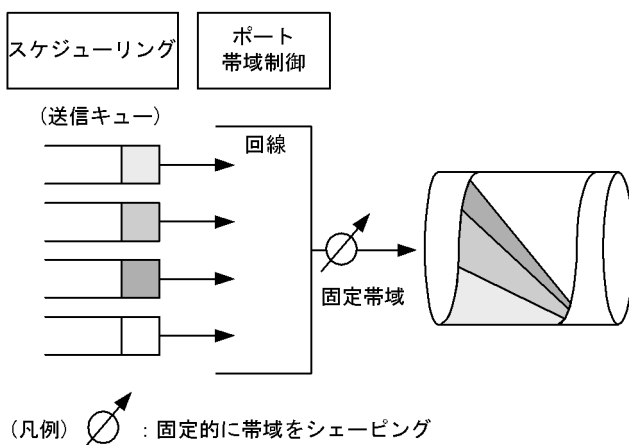 スケジューリング
ポート
帯域制御
(送信キュー)
回線
固定帯域
(凡例)
:固定的に帯域をシェーピング